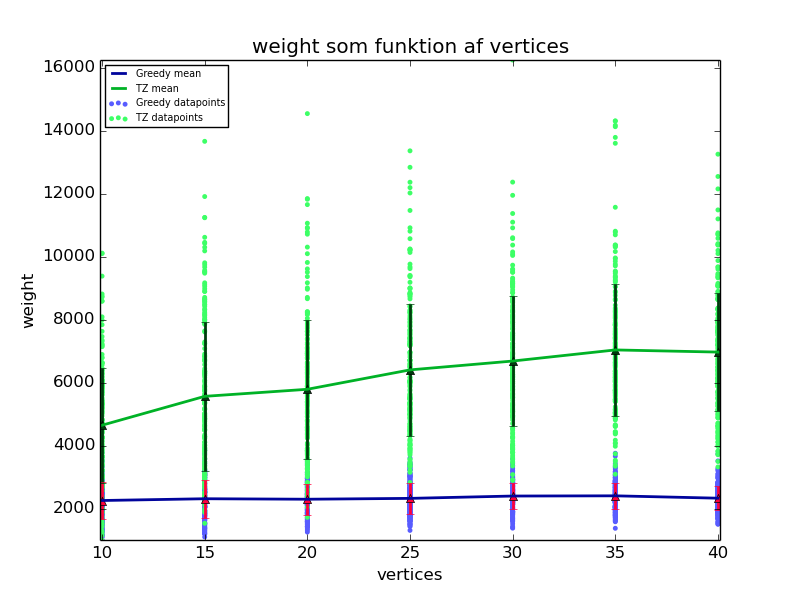 weight som funktion af vertices
16000
14000
12000
10000
8000
6000
4000
2000
weight
Greedy mean
TZ mean
Greedy datapoints
TZ datapoints
10 15 20 25 30 35 40
vertices